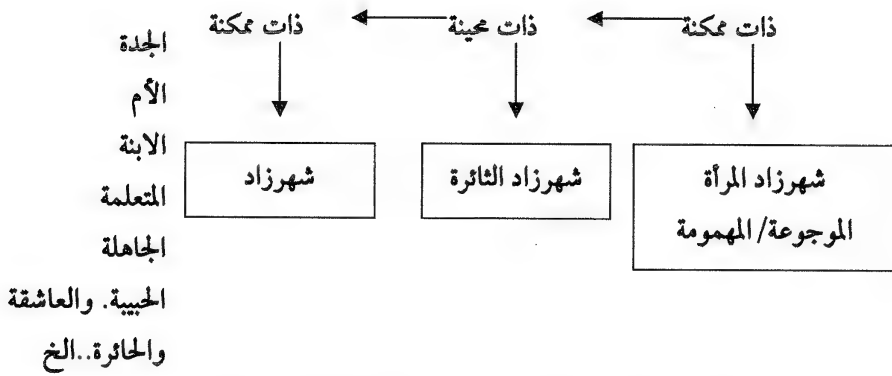 ذات ممكنة
ذات محينة
ذات ممكنة
شهرزاد المرأة
الموجوعة/ المهمومة
شهرزاد الثائرة
شهرزاد
الجدة
الأم
الابنة
المتعلمة
الجاهلة
الحبيبة. والعاشقة
والحائرة..الخ